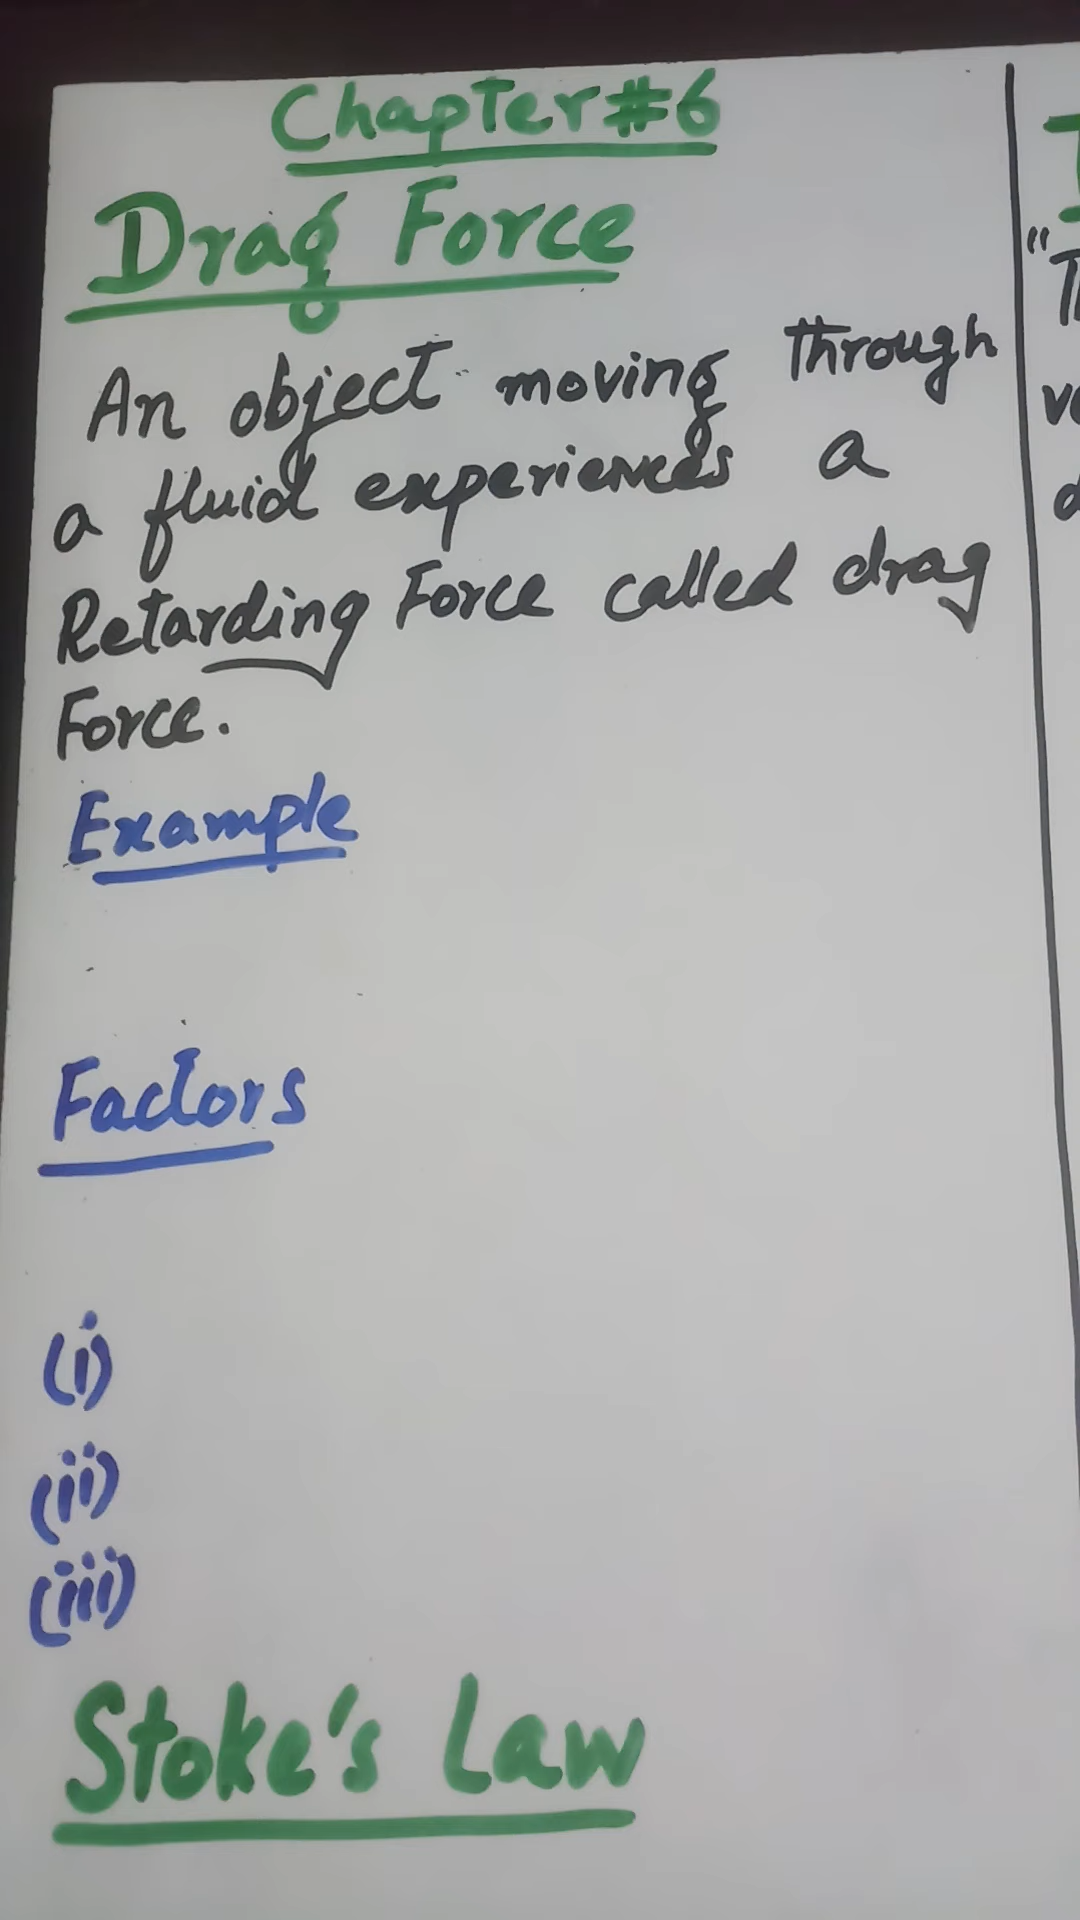 Chapter#6
Drag Force
An object moving through
a fluid experiences a
Retarding Force called drag
Force.
Example
Factors
(i)
(ii)
(iii)
Stoke's Law